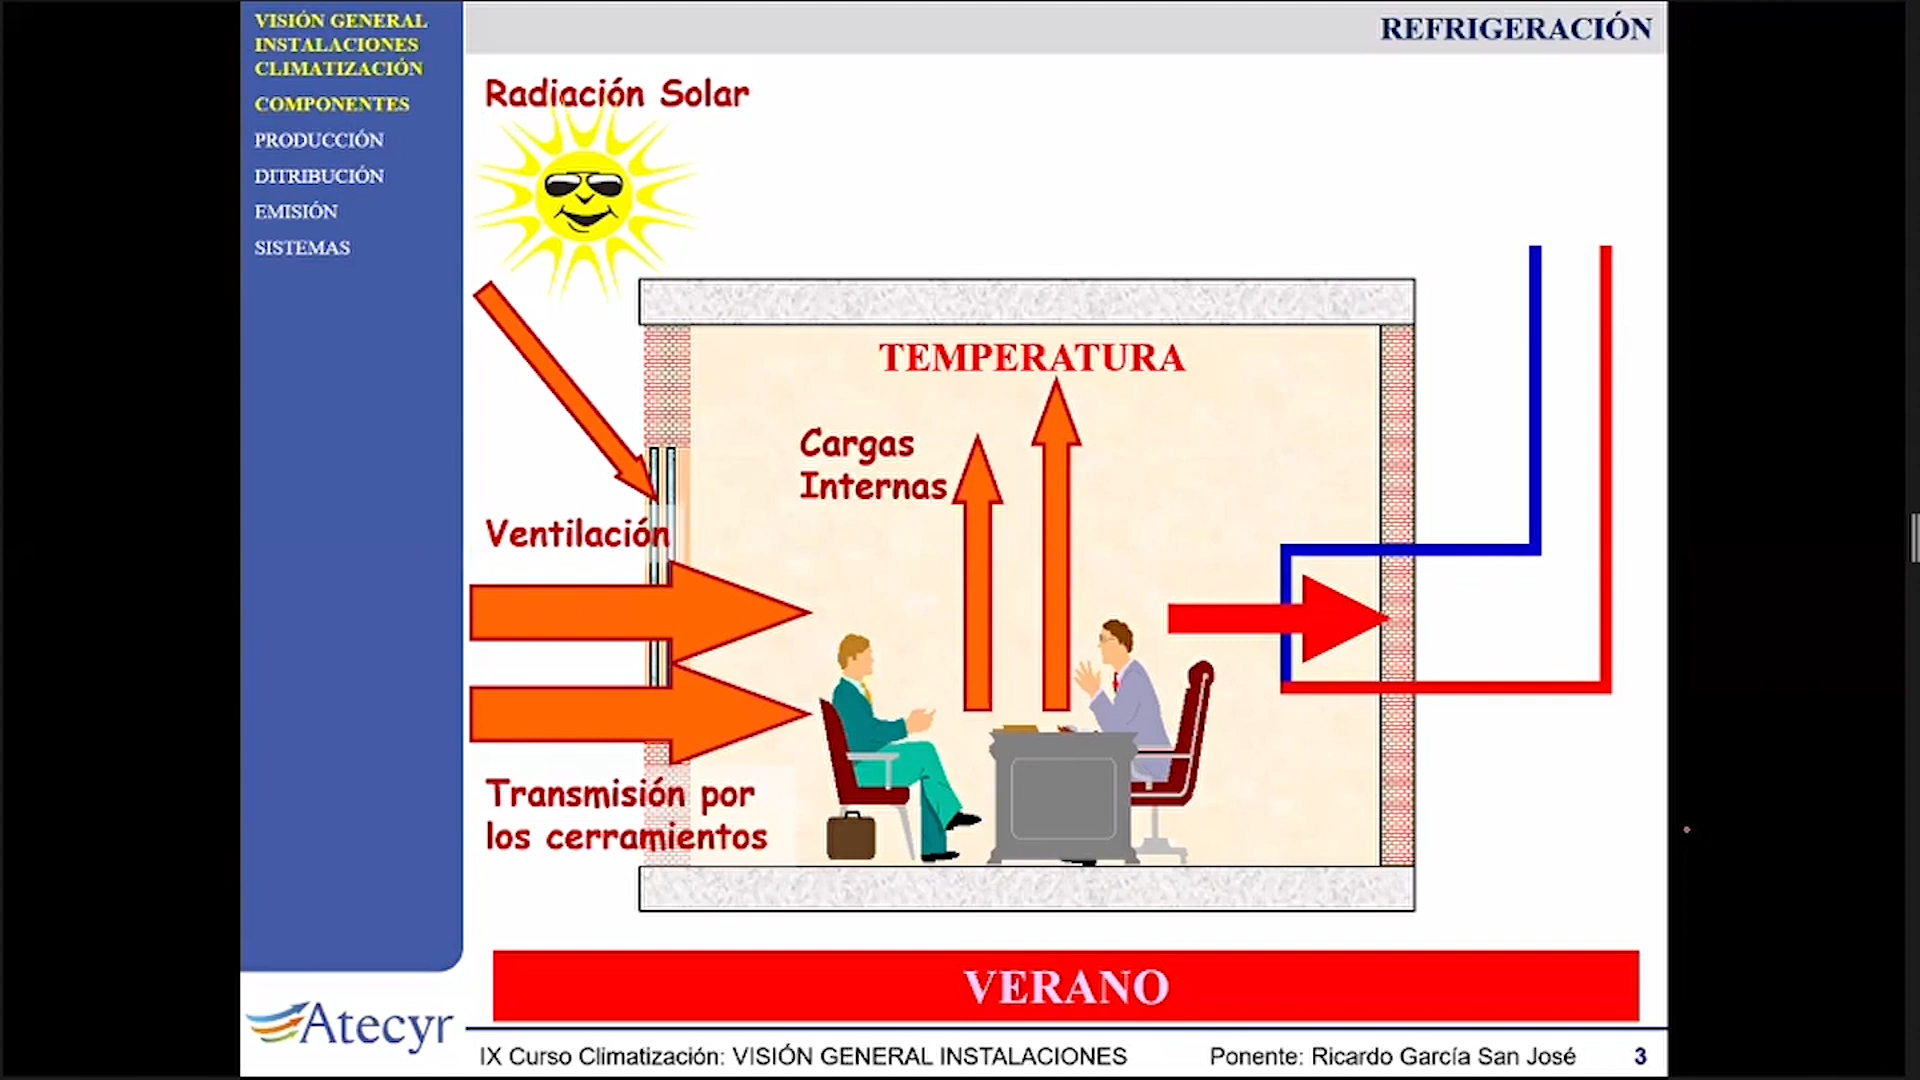 VISIÓN GENERAL
INSTALACIONES
CLIMATIZACIÓN
COMPONENTES
PRODUCCIÓN
DITRIBUCIÓN
EMISIÓN
SISTEMAS
REFRIGERACIÓN
Radiación Solar
TEMPERATURA
Cargas
Internas
Ventilación
Transmisión por
los cerramientos
VERANO
Atecyr
IX Curso Climatización: VISIÓN GENERAL INSTALACIONES
Ponente: Ricardo García San José
3